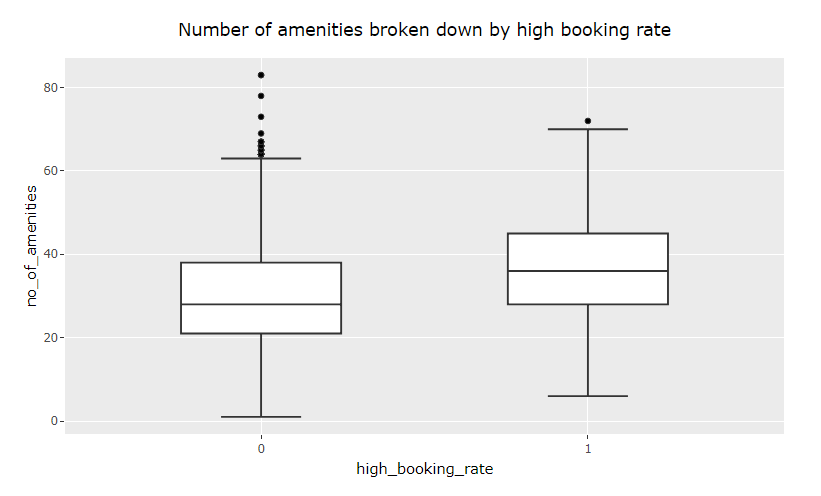 Number of amenities broken down by high booking rate
80
60
40
20
0
no_of_amenities
0 1
high_booking_rate